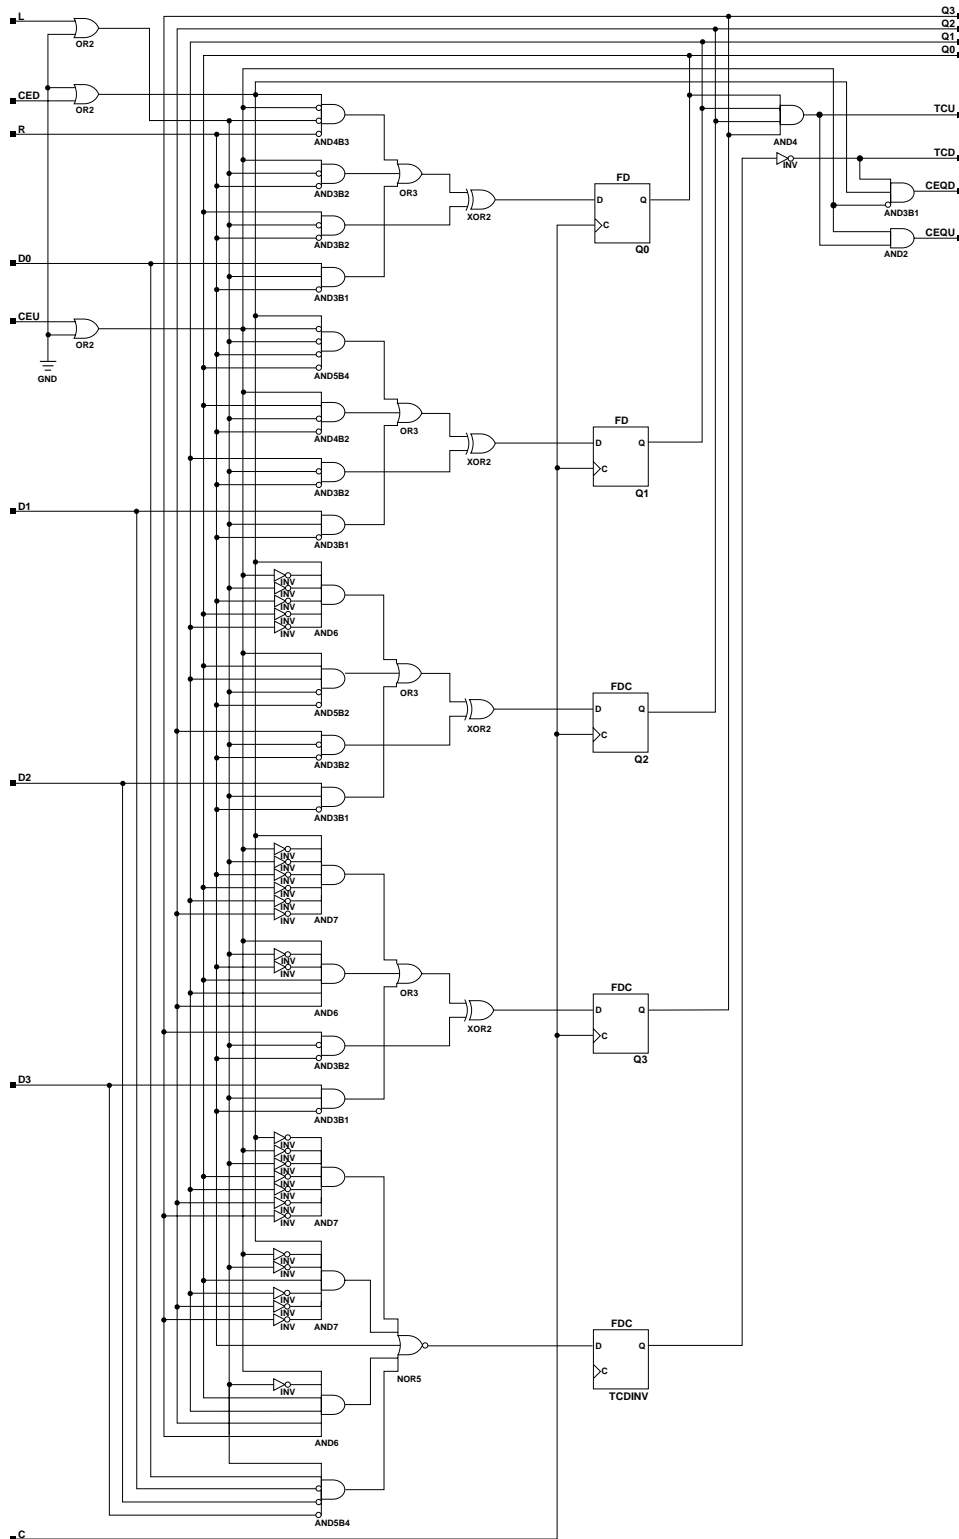 L
OR2
Q3
Q2
Q1
Q0
CED
OR2
R
AND4B3
AND4
TCU
INV
TCD
AND3B2
OR3
XOR2
FD
D
Q
C
Q0
AND3B1
CEQD
AND2
CEQU
AND3B2
D0
AND3B1
CEU
OR2
GND
AND5B4
AND4B2
OR3
XOR2
FD
D
Q
C
Q1
AND3B2
D1
AND3B1
INV
INV
INV
INV
INV
AND6
AND5B2
OR3
XOR2
FDC
D
Q
C
Q2
AND3B2
D2
AND3B1
INV
INV
INV
INV
INV
INV
AND7
INV
INV
AND6
OR3
XOR2
FDC
D
Q
C
Q3
AND3B2
D3
AND3B1
INV
INV
INV
INV
INV
INV
INV
AND7
INV
INV
INV
INV
INV
AND7
NOR5
FDC
D
Q
C
TCDINV
INV
AND6
AND5B4
C